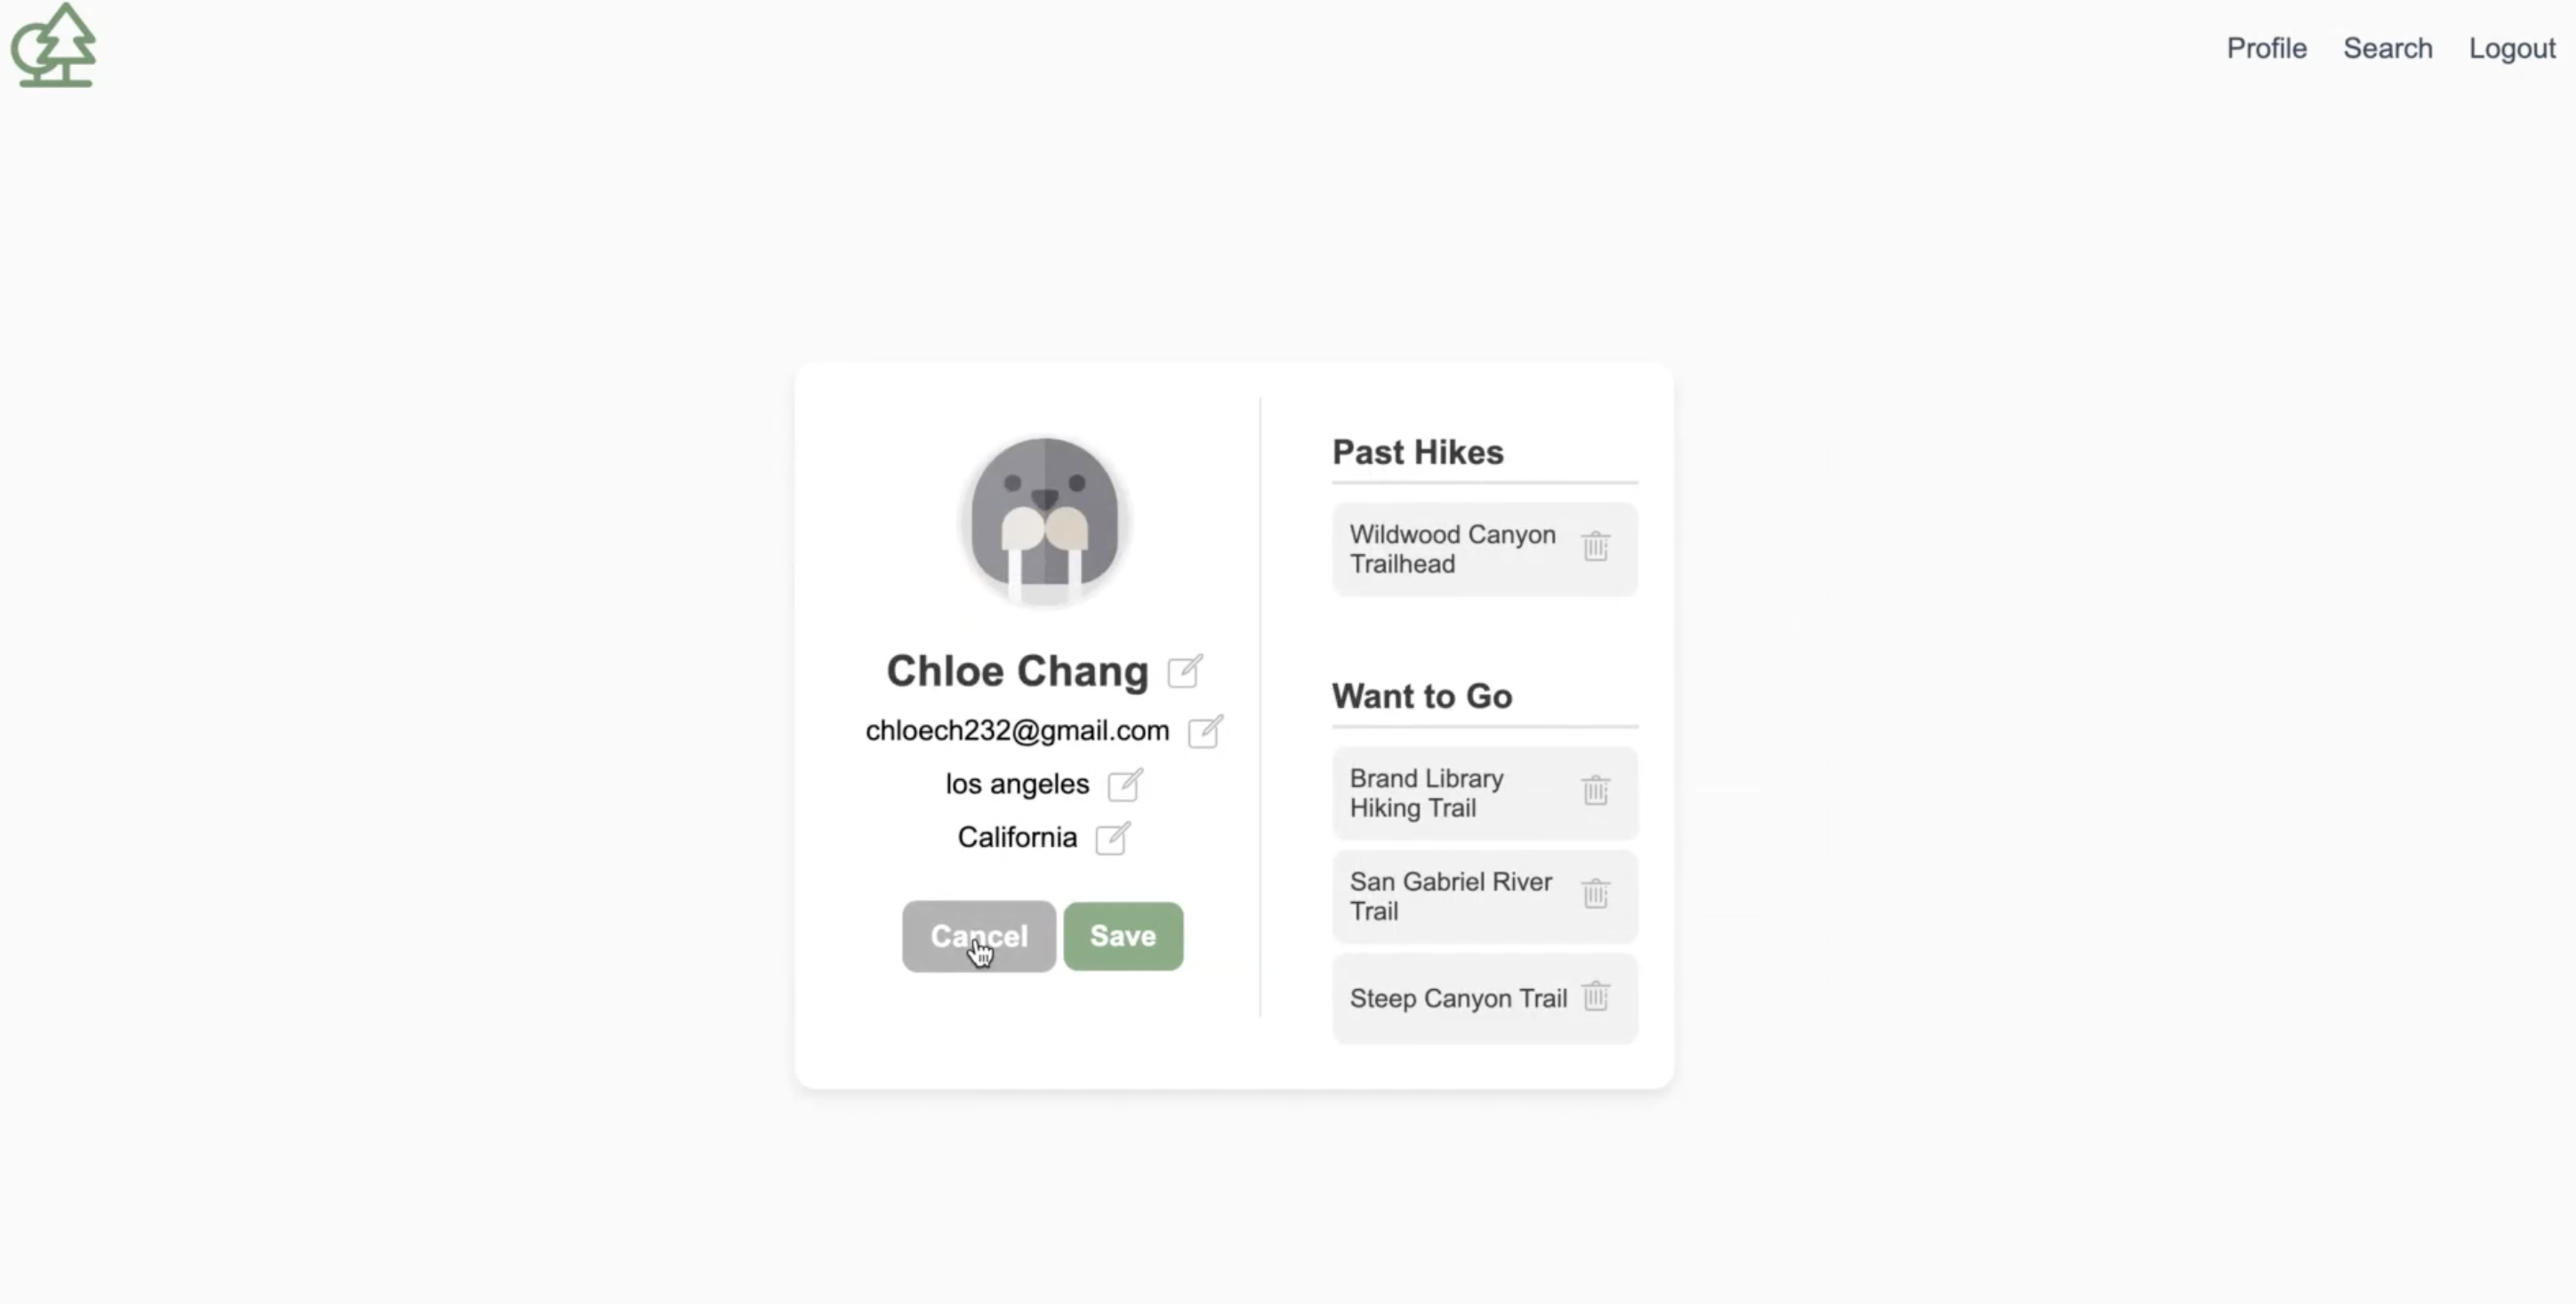 Profile Search Logout
Chloe Chang
chloech232@gmail.com
los angeles
California
Cancel Save
Past Hikes
Wildwood Canyon
Trailhead
Want to Go
Brand Library
Hiking Trail
San Gabriel River
Trail
Steep Canyon Trail